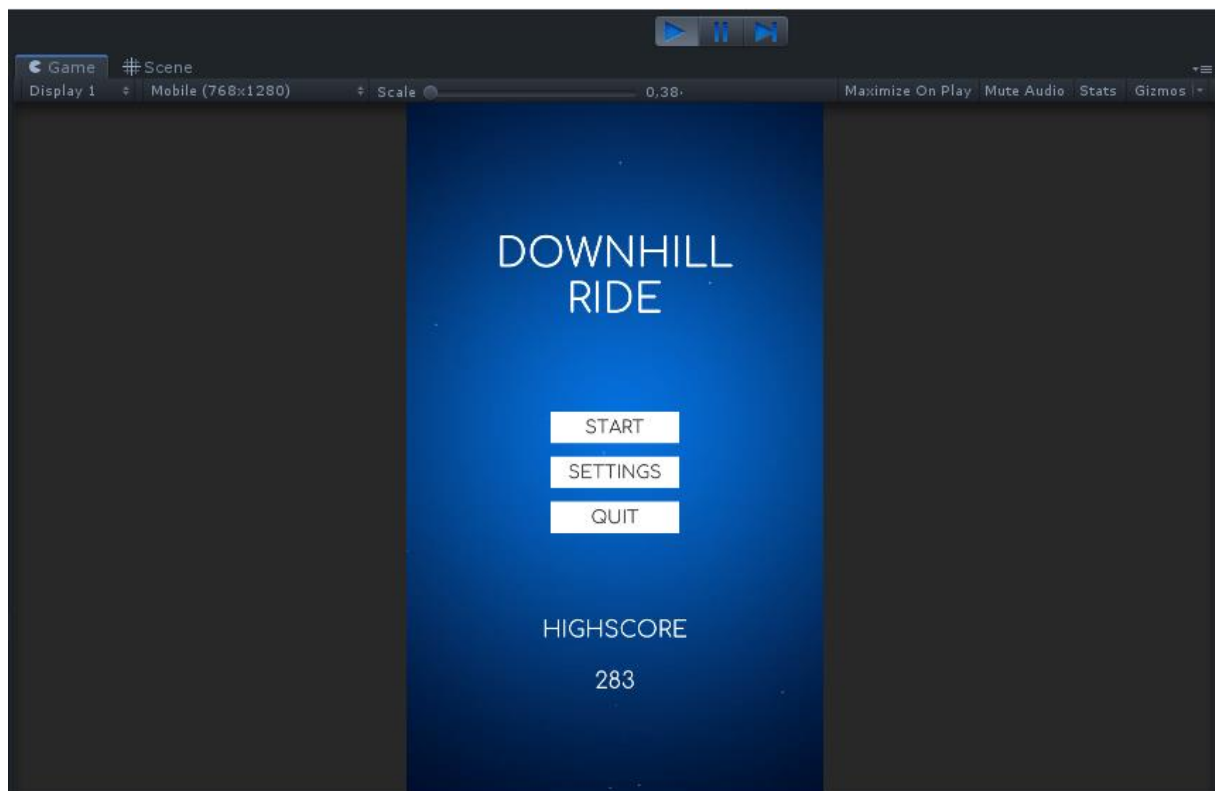 Game Scene
Display 1 Mobile (768x1280) Scale 0,38 Maximize On Play Mute Audio Stats Gizmos
DOWNHILL
RIDE
START
SETTINGS
QUIT
HIGHSCORE
283